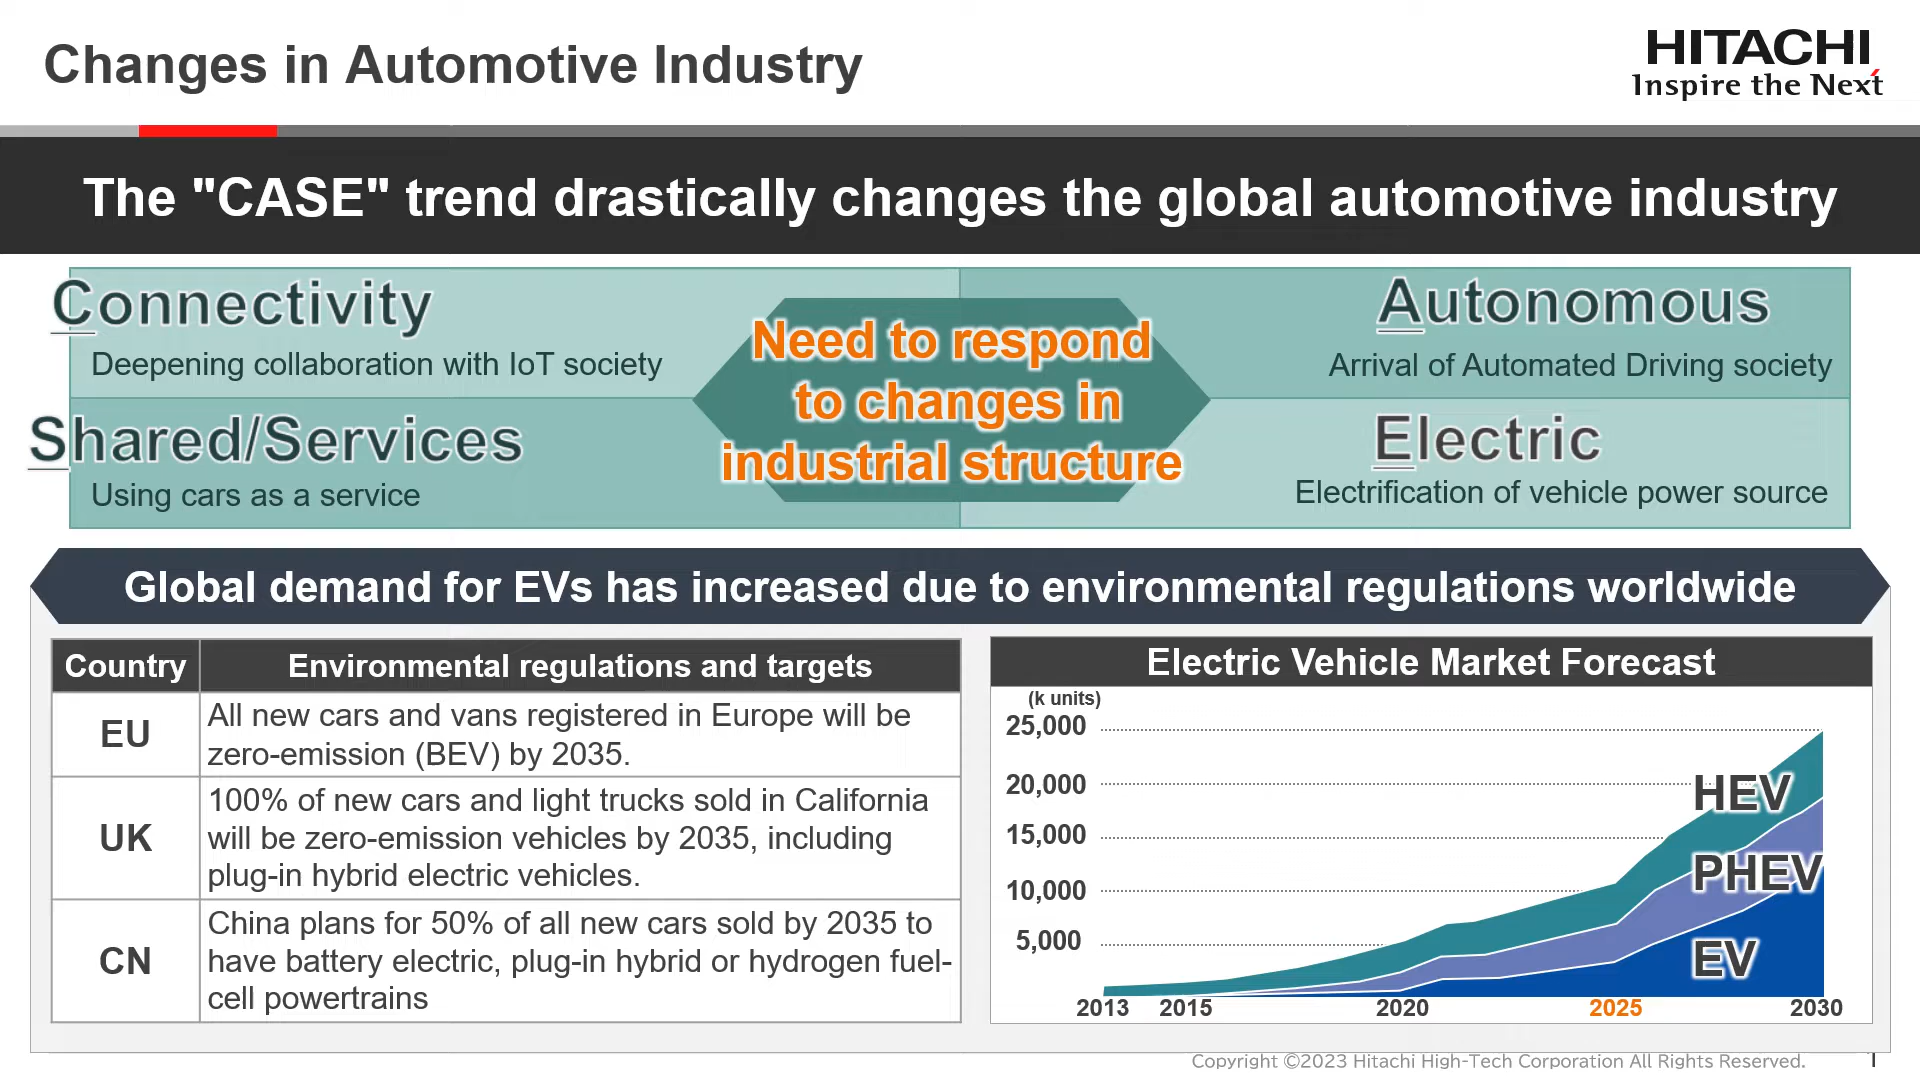 Changes in Automotive Industry
HITACHI
Inspire the Next
The "CASE" trend drastically changes the global automotive industry
Connectivity
Deepening collaboration with IoT society
Autonomous
Arrival of Automated Driving society
Need to respond
to changes in
industrial structure
Shared/Services
Using cars as a service
Electric
Electrification of vehicle power source
Global demand for EVs has increased due to environmental regulations worldwide
Country Environmental regulations and targets
EU
All new cars and vans registered in Europe will be
zero-emission (BEV) by 2035.
UK
100% of new cars and light trucks sold in California
will be zero-emission vehicles by 2035, including
plug-in hybrid electric vehicles.
CN
China plans for 50% of all new cars sold by 2035 to
have battery electric, plug-in hybrid or hydrogen fuel-
cell powertrains
Electric Vehicle Market Forecast
(k units)
25,000
20,000
15,000
10,000
5,000
HEV
PHEV
EV
2013 2015 2020 2025 2030
Copyright ©2023 Hitachi High-Tech Corporation All Rights Reserved.
1